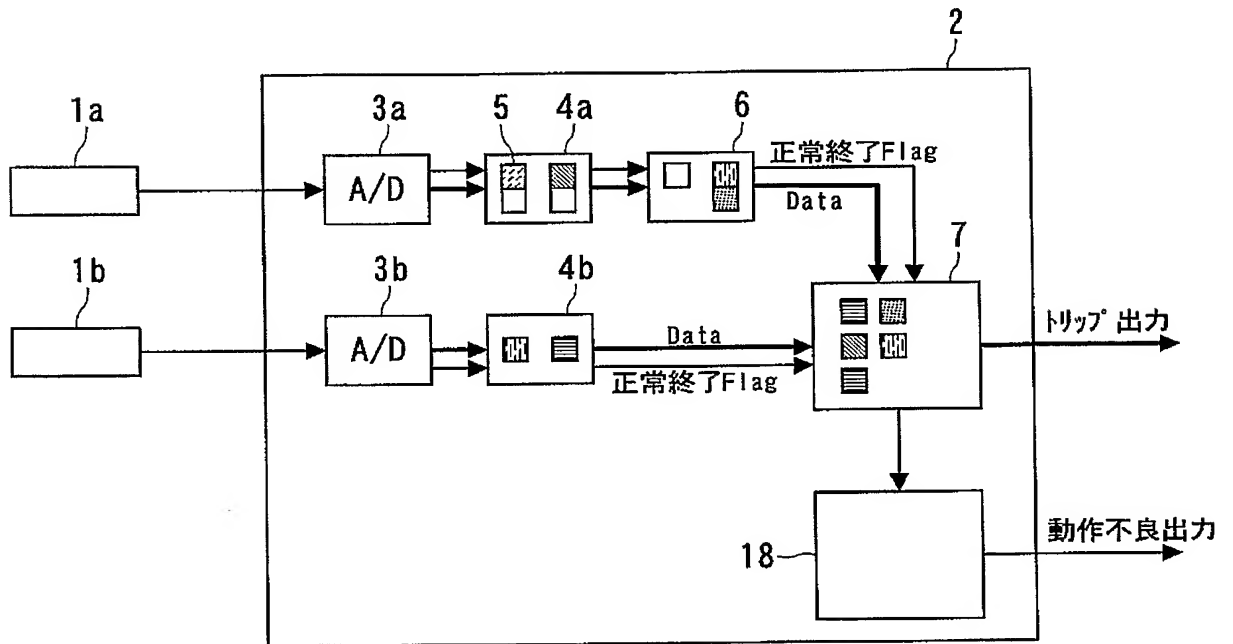 2
1a
3a
5
4a
6
A/D
正常終了Flag
Data
1b
3b
4b
7
A/D
Data
正常終了Flag
ﾄﾘｯﾌﾟ出力
18
動作不良出力